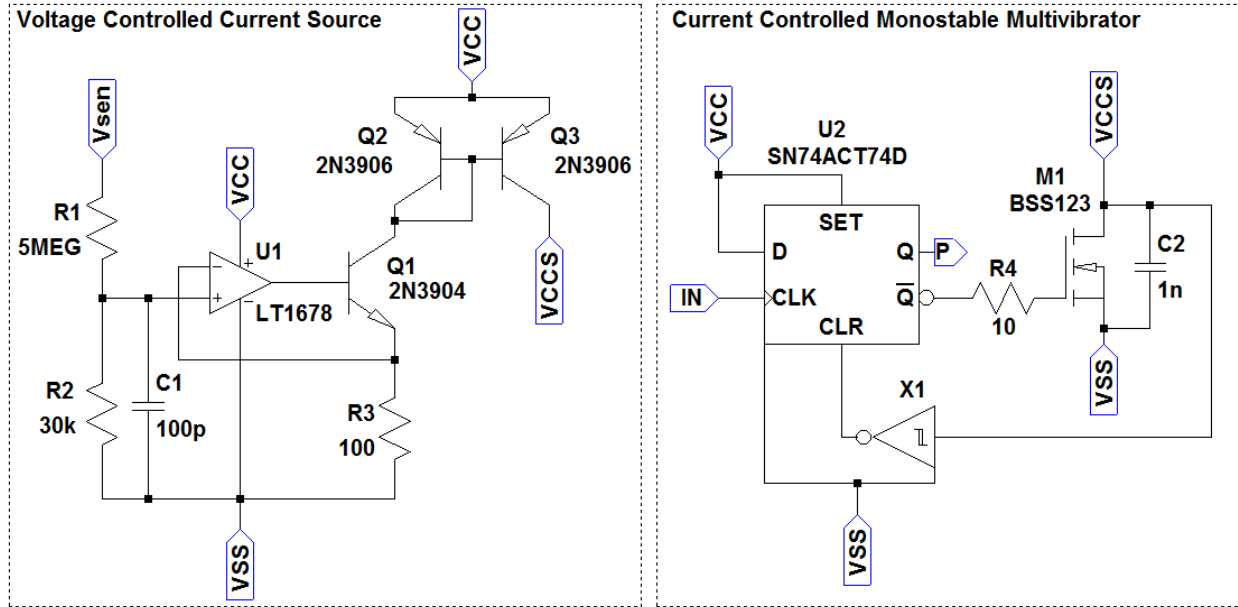 Voltage Controlled Current Source
VCC
Vsen
Q2
2N3906
Q3
2N3906
VCC
R1
5MEG
U1
LT1678
Q1
2N3904
VCCS
R2
30k
C1
100p
R3
100
VSS
Current Controlled Monostable Multivibrator
VCC
VCCS
U2
SN74ACT74D
M1
BSS123
SET
D
Q
P
IN
CLK
Q
CLR
R4
10
C2
1n
VSS
X1
VSS